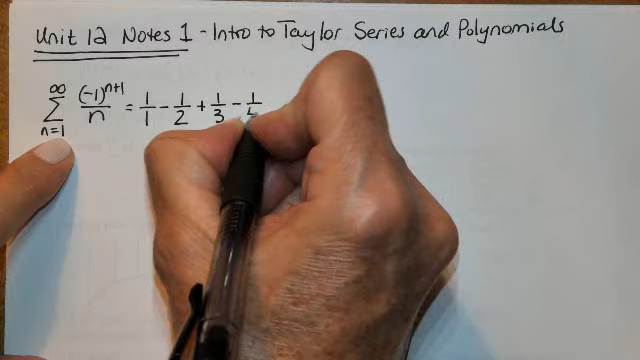 Unit 12 Notes 1 - Intro to Taylor Series and Polynomials
∞ ∑ n=1 (-1)^{n+1}/n = 1/1 - 1/2 + 1/3 - 1/